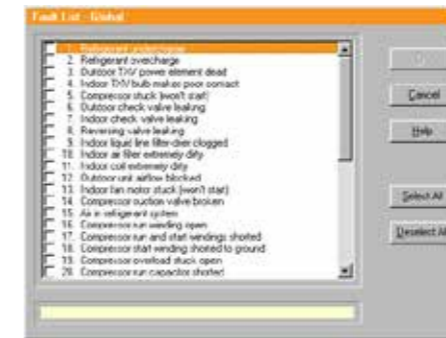 Fault List - Global
1. Refrigerant undercharge
2. Refrigerant overcharge
3. Outdoor TXV power element dead
4. Indoor TXV bulb makes poor contact
5. Compressor stuck (won't start)
6. Outdoor check valve leaking
7. Indoor check valve leaking
8. Reversing valve leaking
9. Indoor liquid line filter-drier clogged
10. Indoor air filter extremely dirty
11. Indoor coil extremely dirty
12. Outdoor unit airflow blocked
13. Indoor fan motor stuck (won't start)
14. Compressor suction valve broken
15. Air in refrigerant system
16. Compressor run winding open
17. Compressor run and start windings shorted
18. Compressor start winding shorted to ground
19. Compressor overload stuck open
20. Compressor run capacitor shorted
Cancel
Help
Select All
Deselect All